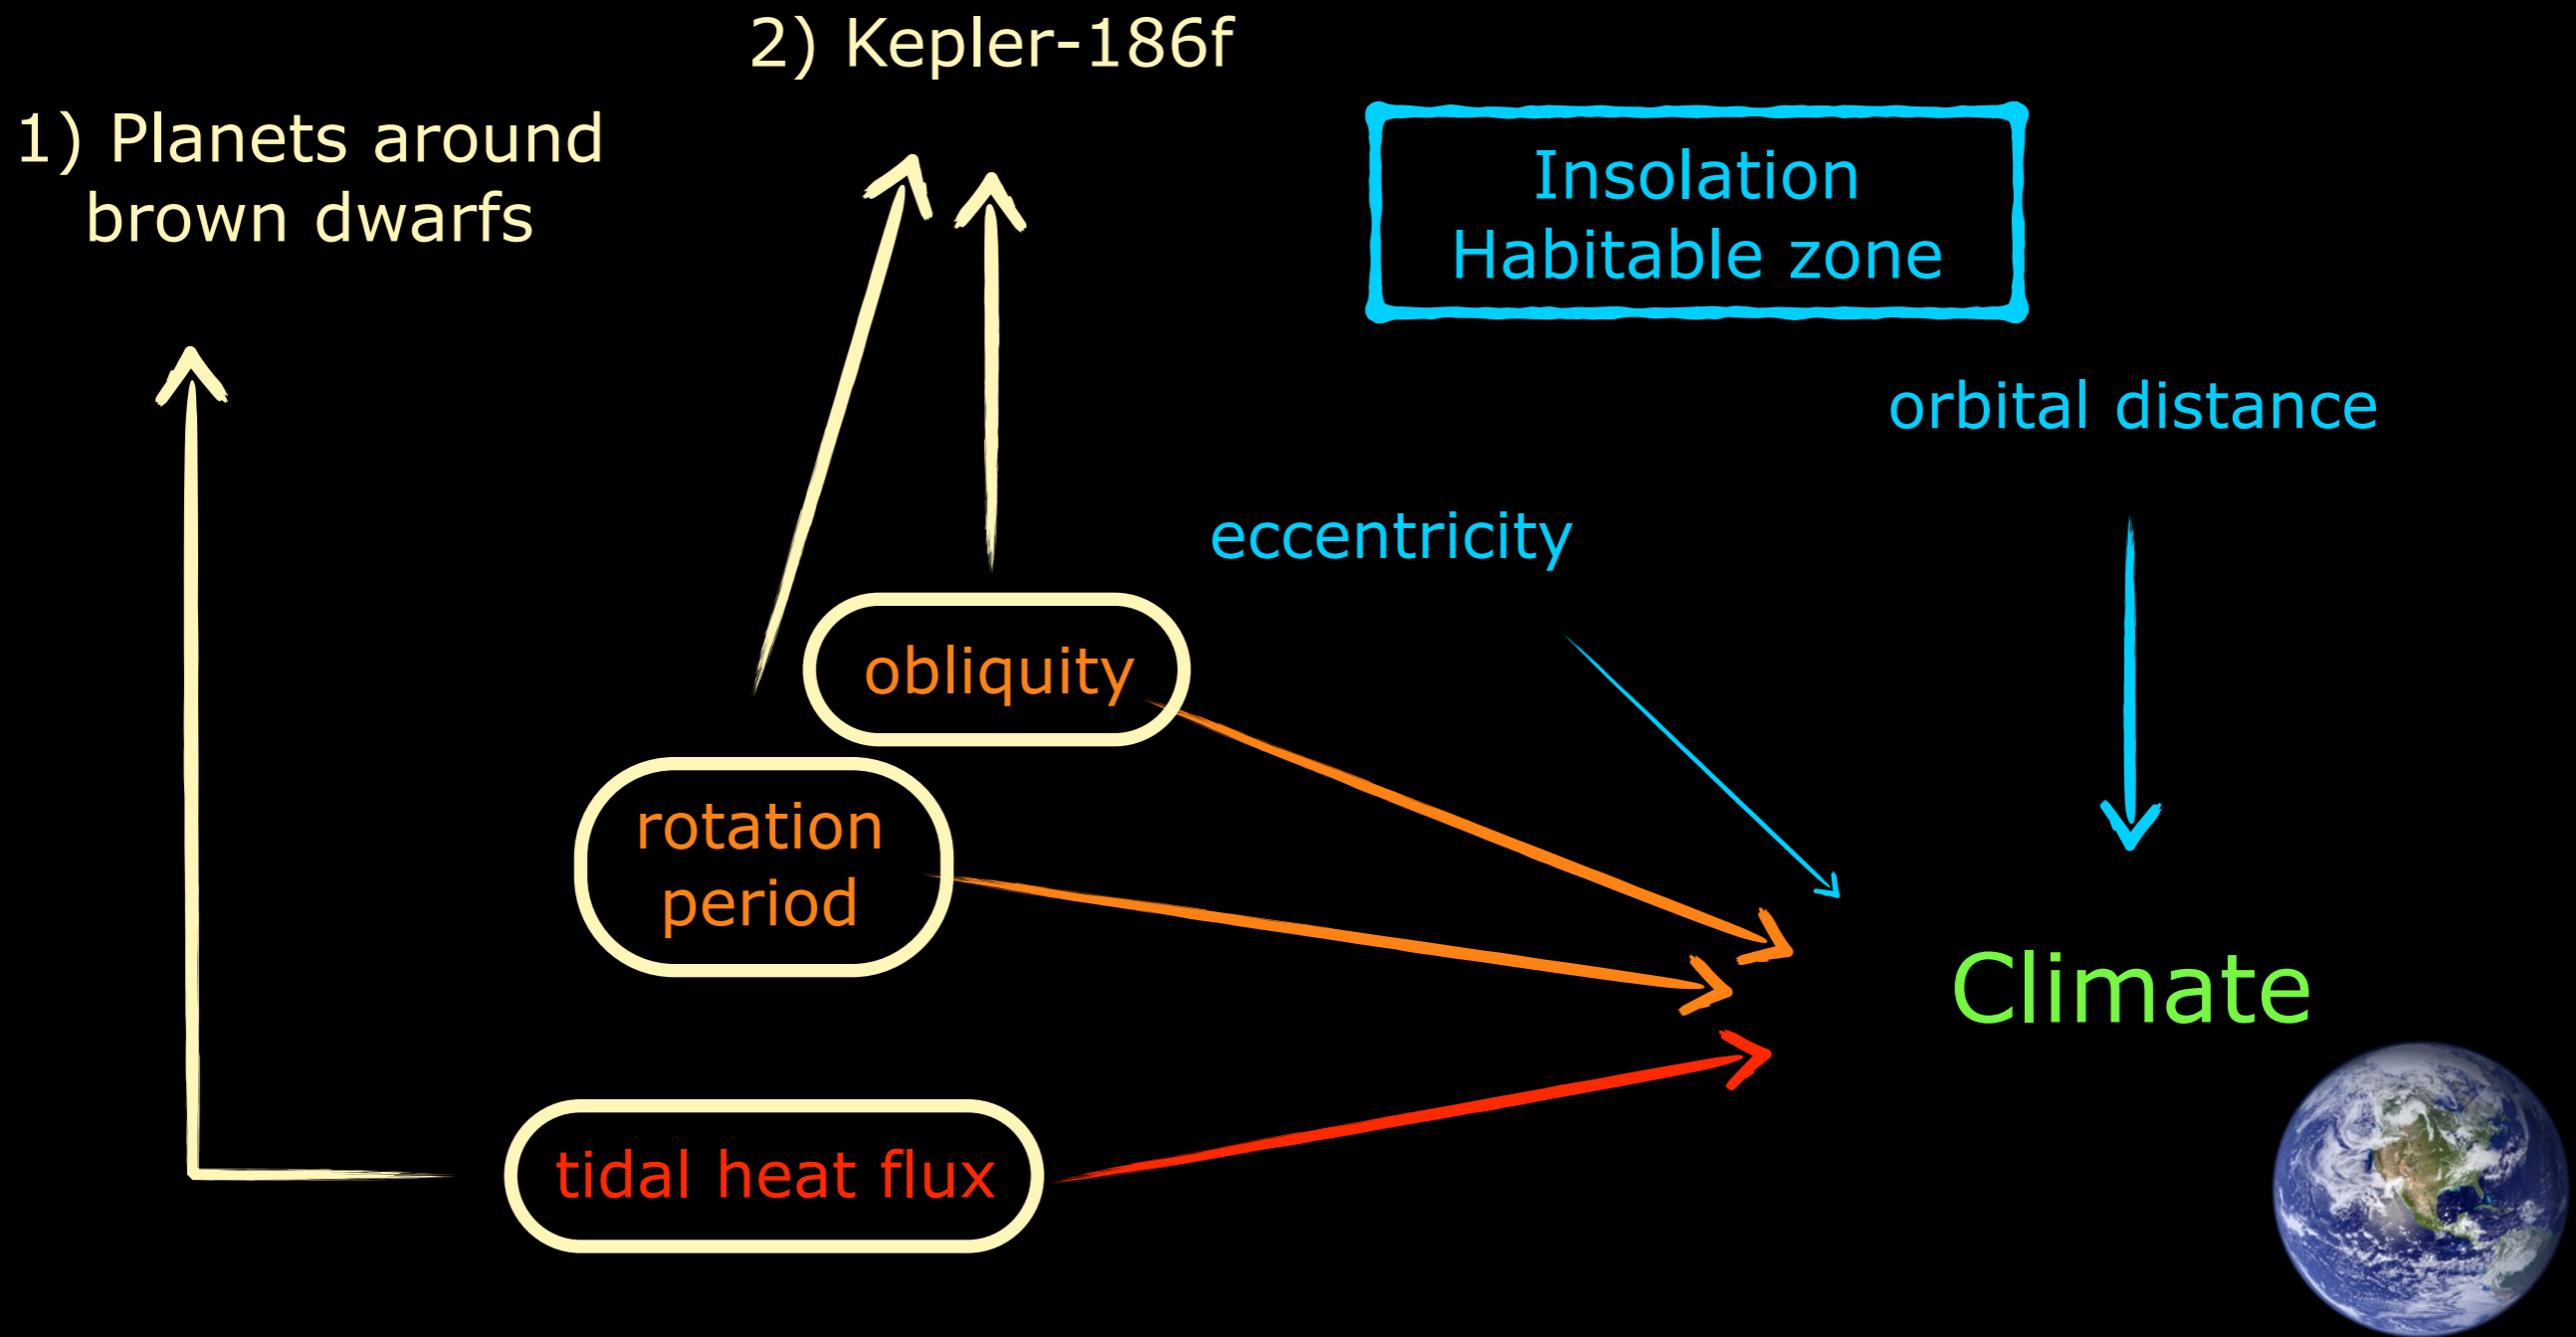 2) Kepler-186f
1) Planets around
brown dwarfs
Insolation
Habitable zone
orbital distance
eccentricity
obliquity
rotation
period
Climate
tidal heat flux